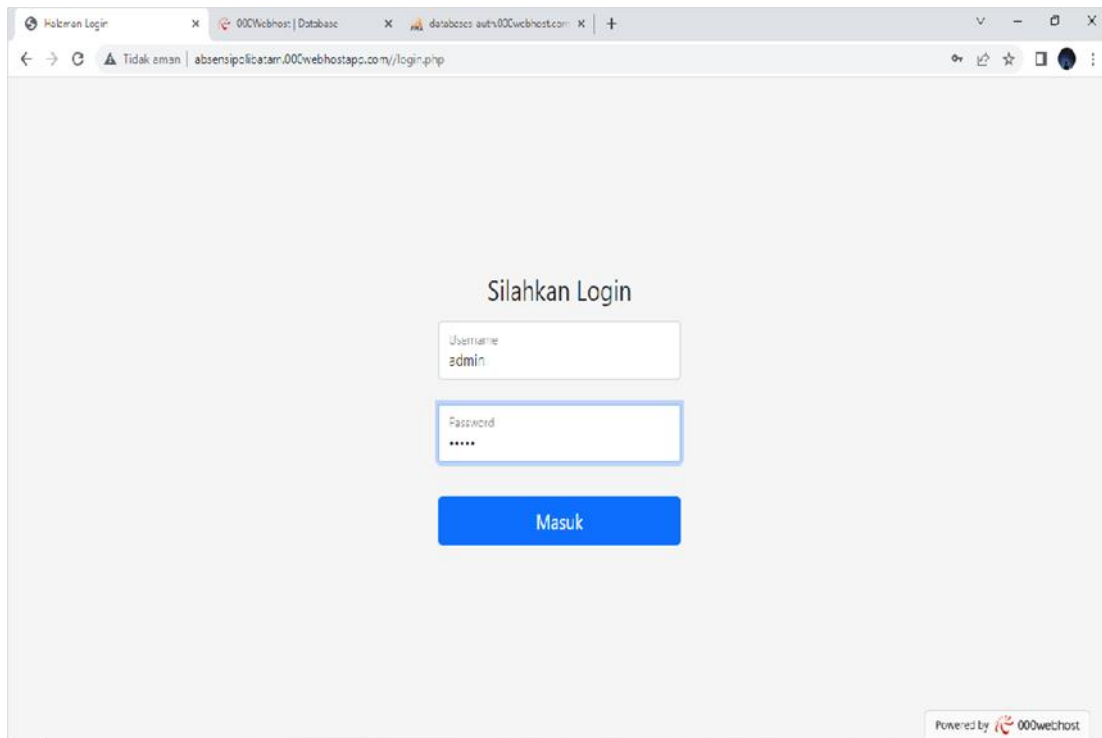 Halaman Login
000Webhost | Database
databases-auth.000webhost.com
Tidak aman | absensipolibatam.000webhostapp.com//login.php
Silahkan Login
Username
admin
Password
•••••
Masuk
Powered by 000webhost